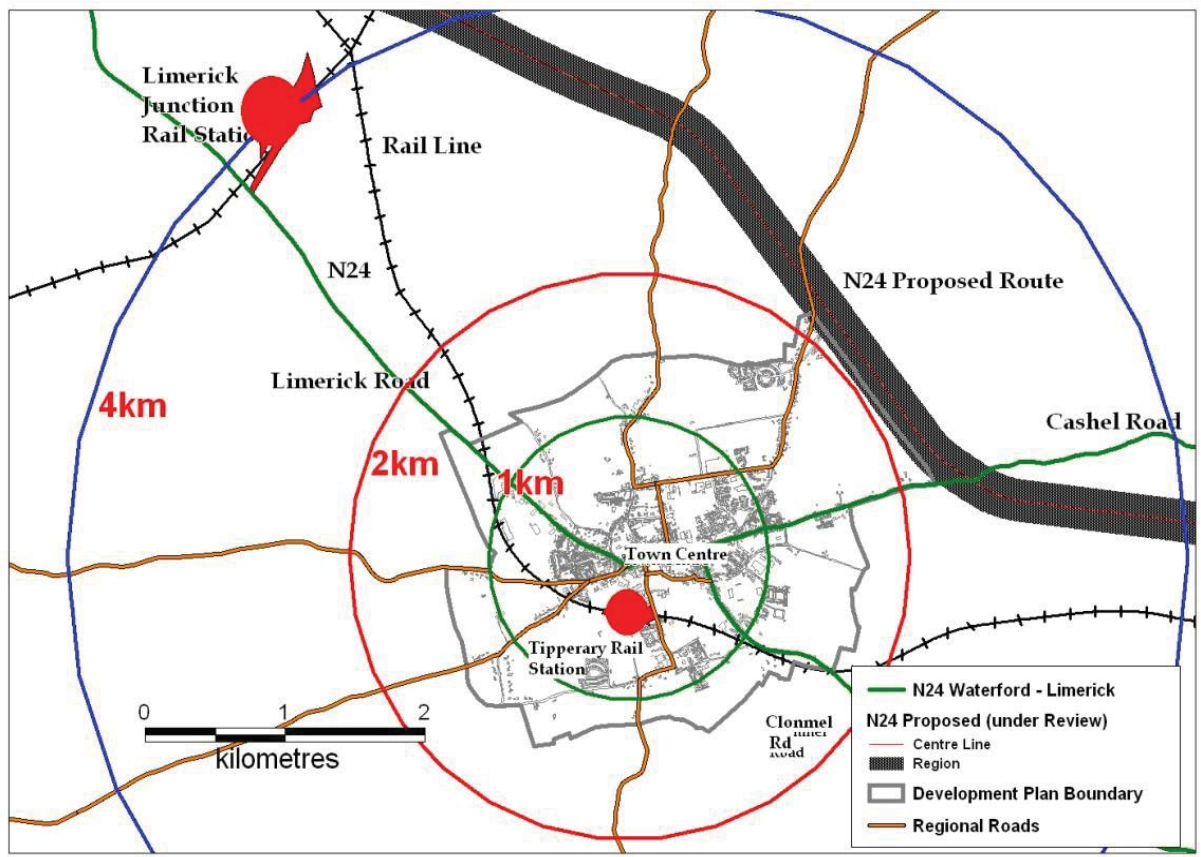 Limerick
Junction
Rail Station
Rail Line
N24
N24 Proposed Route
Limerick Road
4km
Cashel Road
2km
1km
Town Centre
Tipperary Rail
Station
0 1 2
kilometres
Clonmel
Rd
Road
N24 Waterford - Limerick
N24 Proposed (under Review)
Centre Line
Region
Development Plan Boundary
Regional Roads